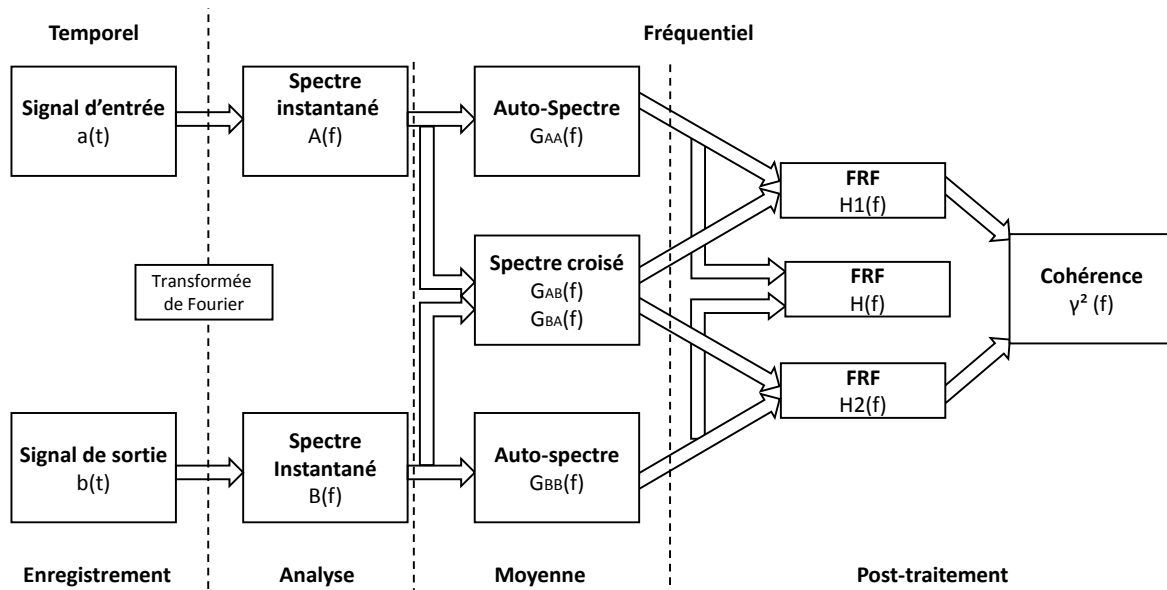 Temporel
Fréquentiel
Signal d'entrée
a(t)
Spectre
instantané
A(f)
Auto-Spectre
GAA(f)
FRF
H1(f)
Transformée
de Fourier
Spectre croisé
GAB(f)
GBA(f)
FRF
H(f)
Cohérence
γ² (f)
FRF
H2(f)
Signal de sortie
b(t)
Spectre
Instantané
B(f)
Auto-spectre
GBB(f)
Enregistrement
Analyse
Moyenne
Post-traitement